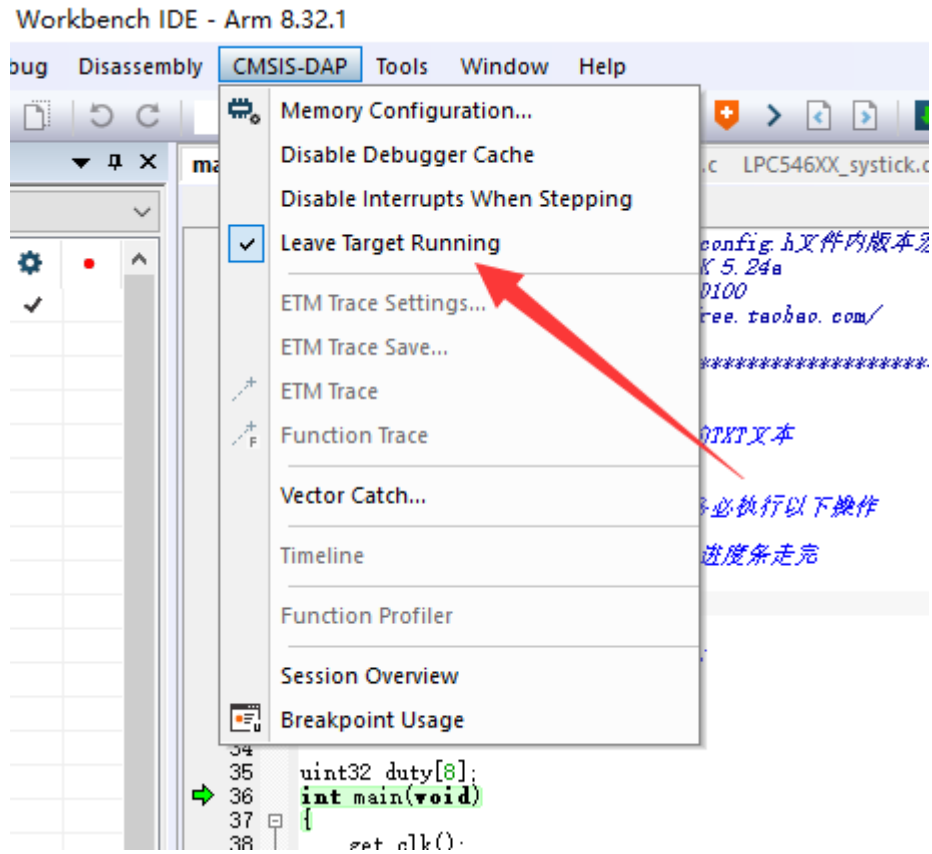 Workbench IDE - Arm 8.32.1
bug Disassembly CMSIS-DAP Tools Window Help
Memory Configuration...
Disable Debugger Cache
ma .c LPC546XX_systick.c
Disable Interrupts When Stepping
Leave Target Running
config.h文件内版本宏
K 5.24a
0100
ree.taobao.com/
ETM Trace Settings...
ETM Trace Save...
*******************
ETM Trace
F Function Trace
OTXT文本
Vector Catch...
务必执行以下操作
Timeline
进度条走完
Function Profiler
Session Overview
Breakpoint Usage
34
35 uint32 duty[8];
36 int main(void)
37 {
38 get_clk();